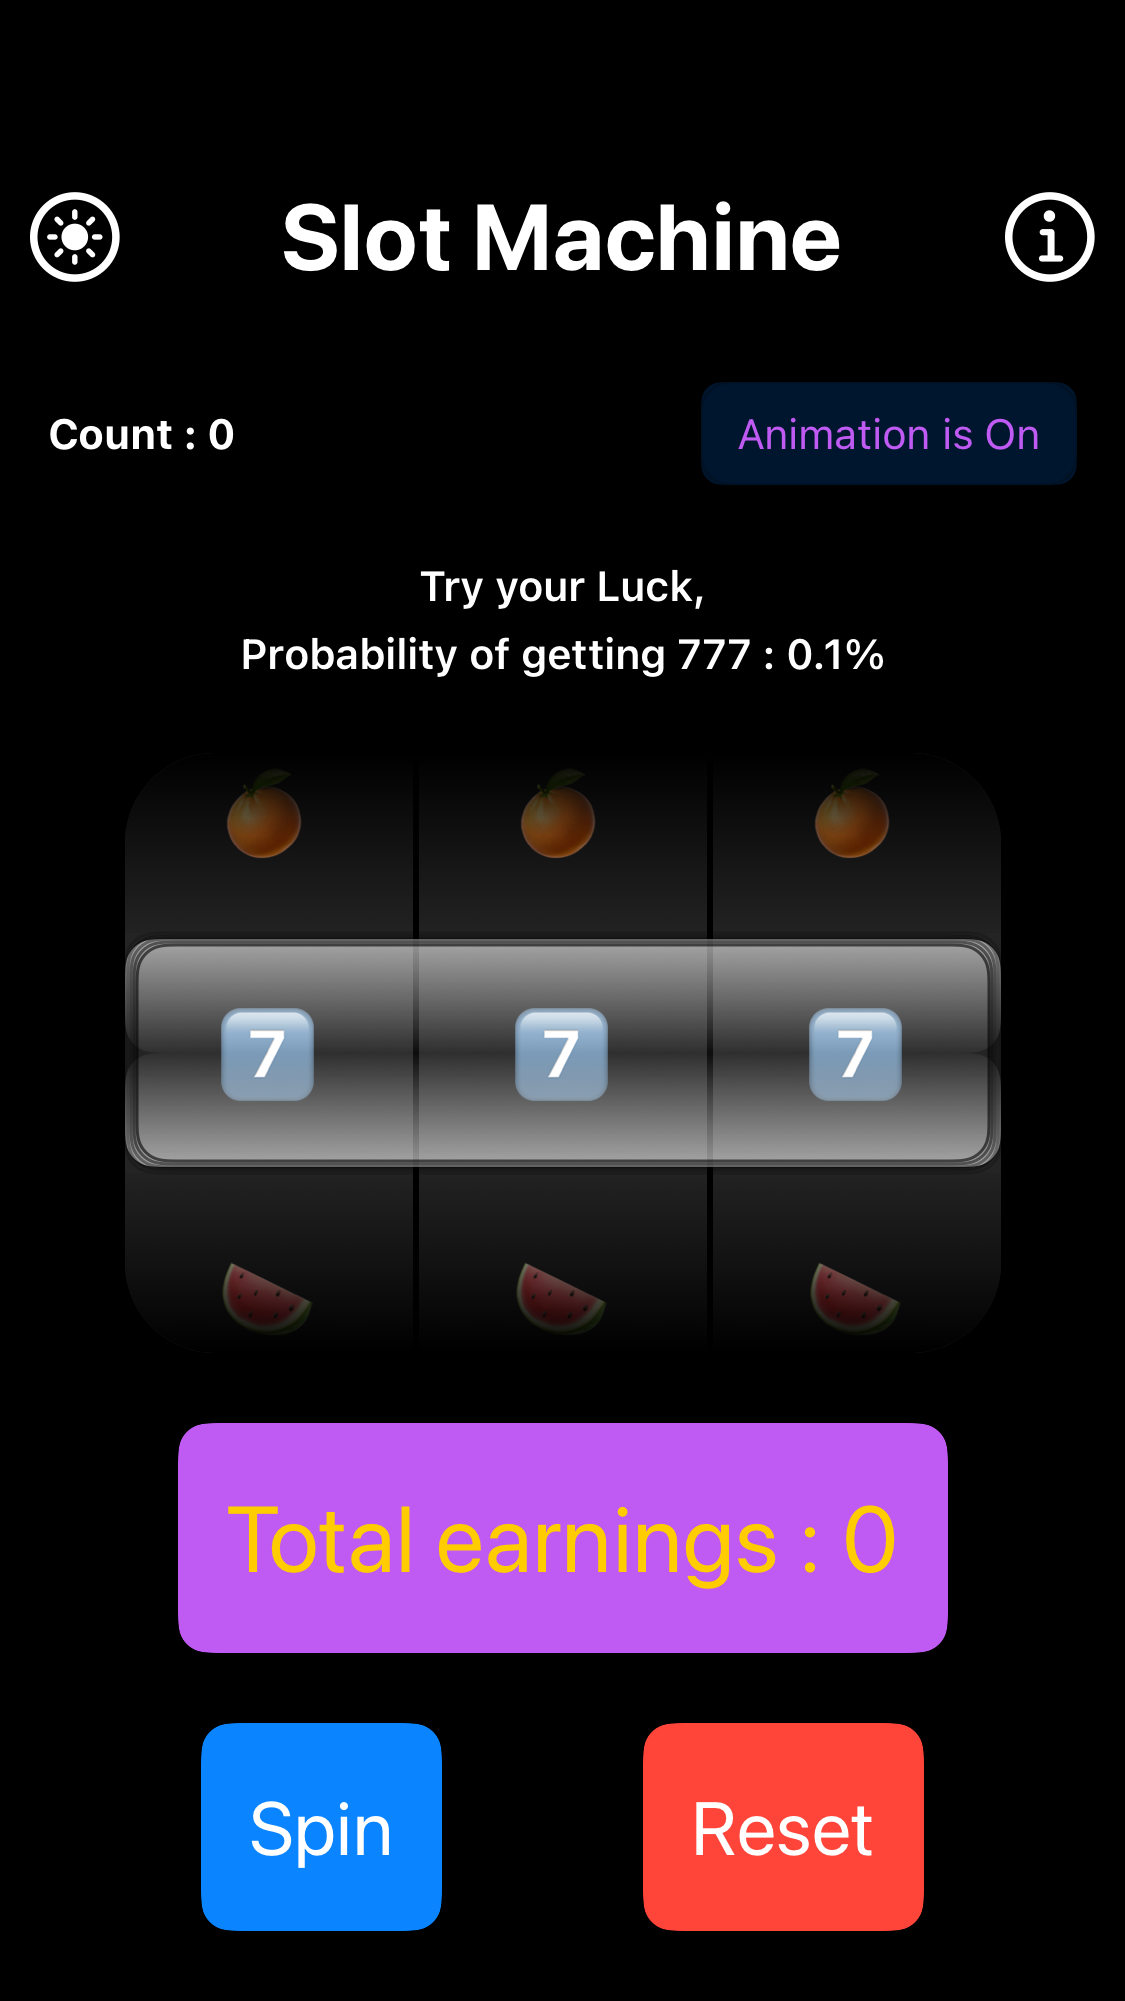 Slot Machine
Count : 0
Animation is On
Try your Luck,
Probability of getting 777 : 0.1%
7 7 7
Total earnings : 0
Spin
Reset